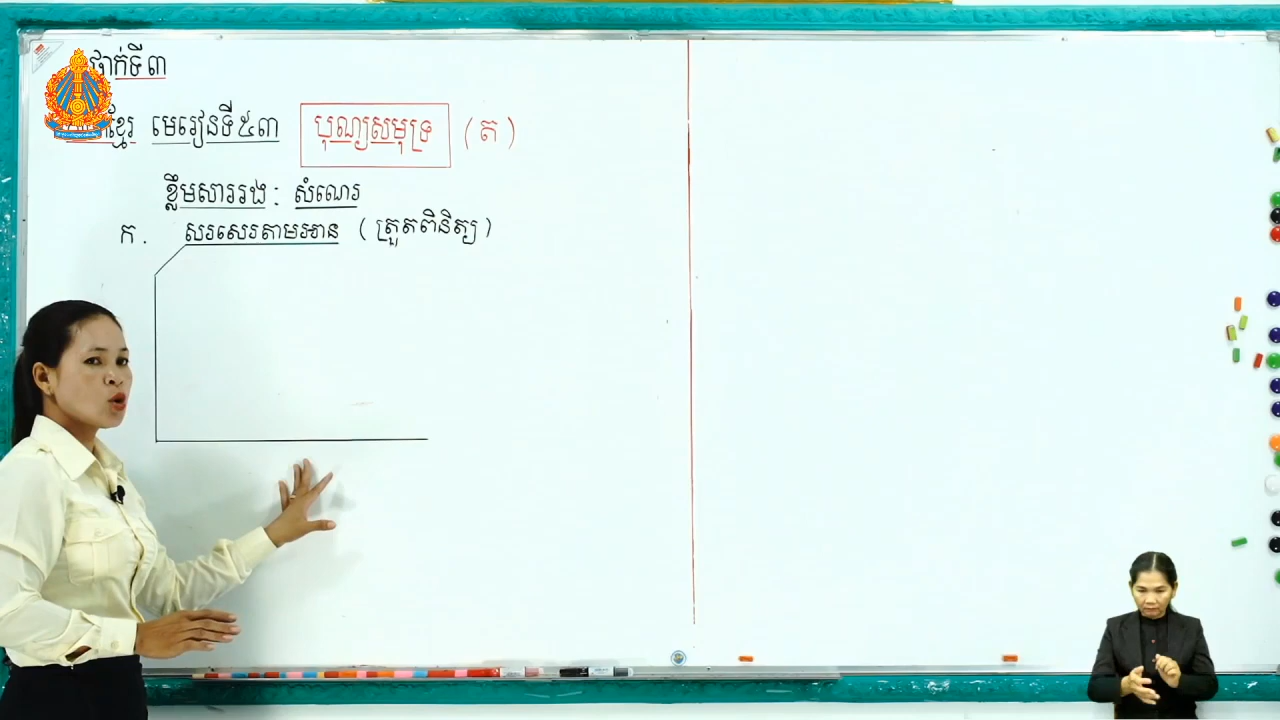 ថ្នាក់ទី៣
ខ្មែរ មេរៀនទី៥៣ បុណ្យសមុទ្រ (ត)
ខ្លឹមសាររង : សំណេរ
ក. សរសេរតាមអាន (ត្រួតពិនិត្យ)